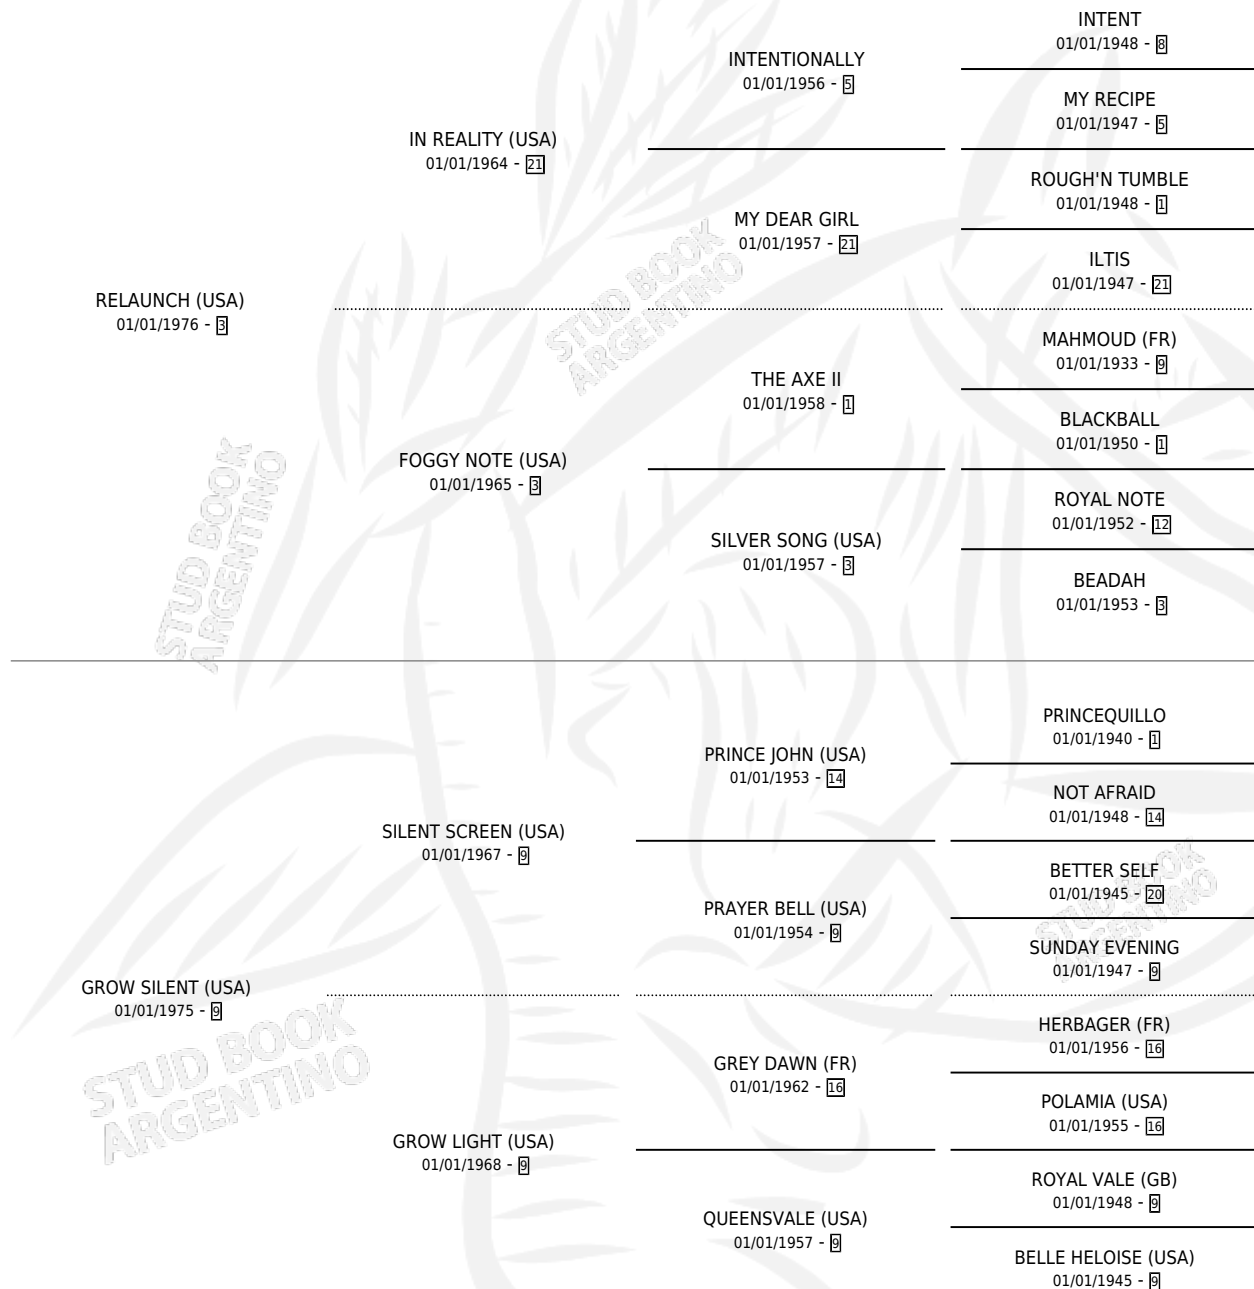 INTENT
01/01/1948 - 8
INTENTIONALLY
01/01/1956 - 5
MY RECIPE
01/01/1947 - 5
IN REALITY (USA)
01/01/1964 - 21
ROUGH'N TUMBLE
01/01/1948 - 1
MY DEAR GIRL
01/01/1957 - 21
ILTIS
01/01/1947 - 21
RELAUNCH (USA)
01/01/1976 - 3
MAHMOUD (FR)
01/01/1933 - 9
THE AXE II
01/01/1958 - 1
BLACKBALL
01/01/1950 - 1
FOGGY NOTE (USA)
01/01/1965 - 3
ROYAL NOTE
01/01/1952 - 12
SILVER SONG (USA)
01/01/1957 - 3
BEADAH
01/01/1953 - 3
PRINCEQUILLO
01/01/1940 - 1
PRINCE JOHN (USA)
01/01/1953 - 14
NOT AFRAID
01/01/1948 - 14
SILENT SCREEN (USA)
01/01/1967 - 9
BETTER SELF
01/01/1945 - 20
PRAYER BELL (USA)
01/01/1954 - 9
SUNDAY EVENING
01/01/1947 - 9
GROW SILENT (USA)
01/01/1975 - 9
HERBAGER (FR)
01/01/1956 - 16
GREY DAWN (FR)
01/01/1962 - 16
POLAMIA (USA)
01/01/1955 - 16
GROW LIGHT (USA)
01/01/1968 - 9
ROYAL VALE (GB)
01/01/1948 - 9
QUEENSVALE (USA)
01/01/1957 - 9
BELLE HELOISE (USA)
01/01/1945 - 9
STUD BOOK
ARGENTINO
STUD BOOK
ARGENTINO
STUD BOOK
ARGENTINO
STUD BOOK
ARGENTINO